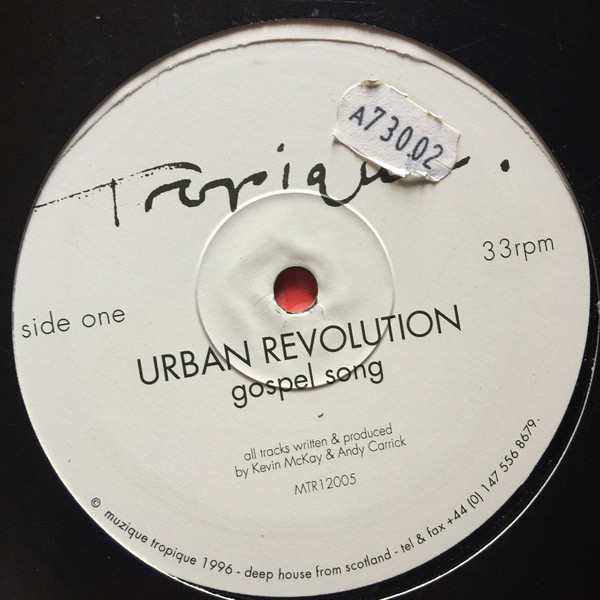 A730.02
Tropique.
33rpm
side one
URBAN REVOLUTION
gospel song
all tracks written & produced
by Kevin McKay & Andy Carrick
MTR12005
© muzique tropique 1996 - deep house from scotland - tel & fax +44 (0) 147 556 8679.